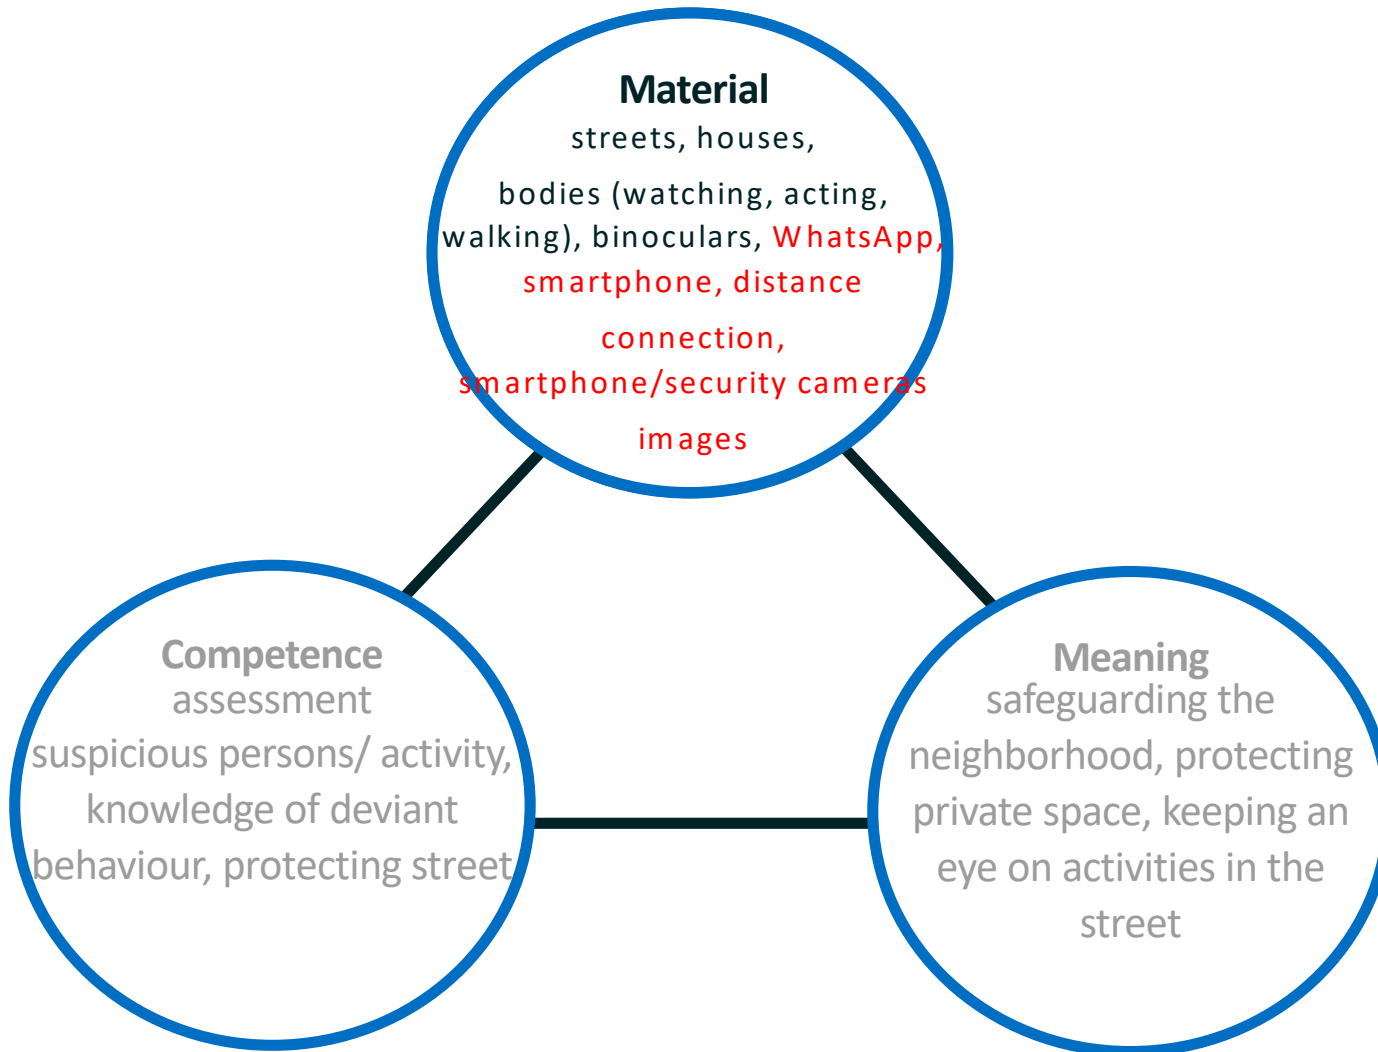 Material
streets, houses,
bodies (watching, acting,
walking), binoculars, WhatsApp,
smartphone, distance
connection,
smartphone/security cameras
images
Competence
assessment
suspicious persons/ activity,
knowledge of deviant
behaviour, protecting street
Meaning
safeguarding the
neighborhood, protecting
private space, keeping an
eye on activities in the
street